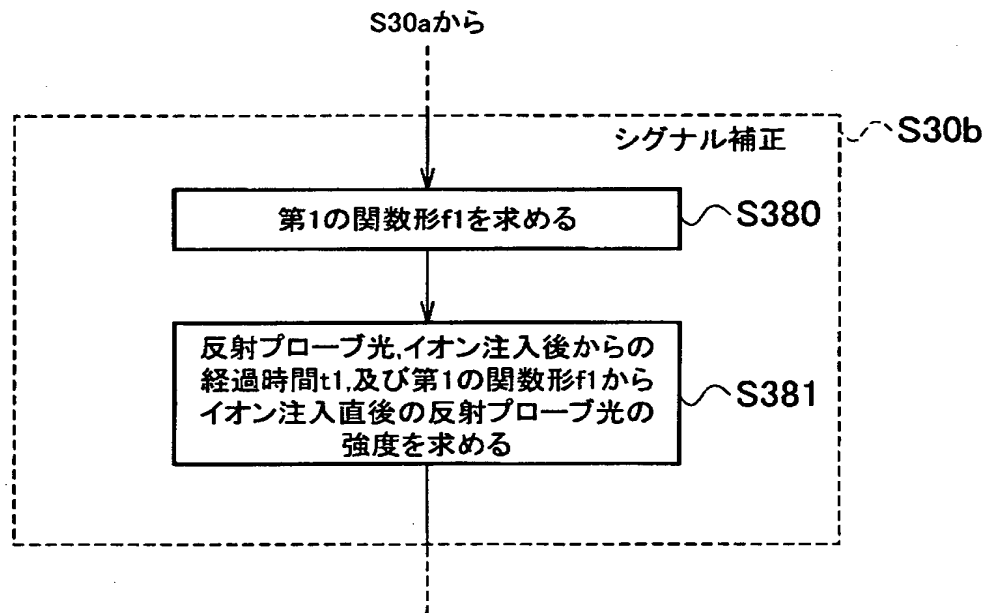 S30aから
シグナル補正
S30b
第1の関数形f1を求める
S380
反射プローブ光,イオン注入後からの
経過時間t1,及び第1の関数形f1から
イオン注入直後の反射プローブ光の
強度を求める
S381